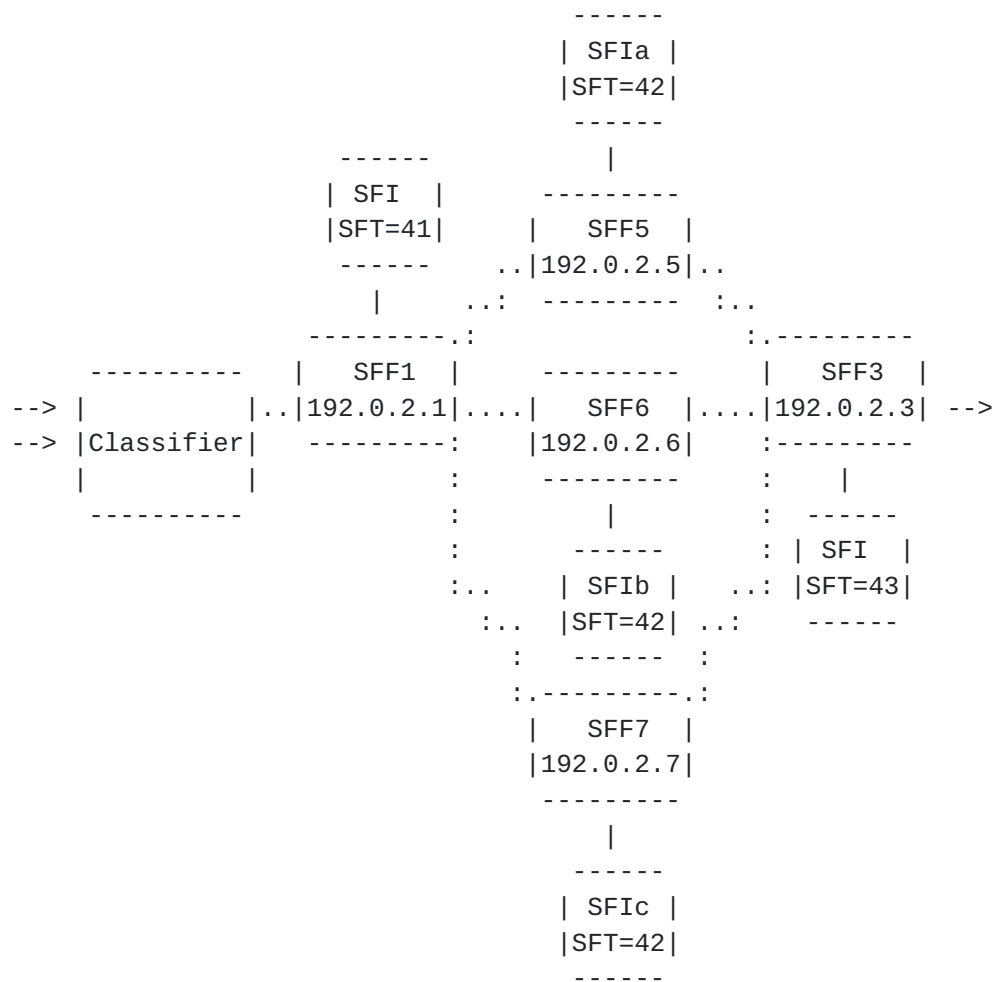 ------
                                   | SFIa |
                                   |SFT=42|
                                    ------
                     ------           |
                    | SFI  |      ---------
                    |SFT=41|     |   SFF5  |
                     ------    ..|192.0.2.5|..
                       |     ..:  ---------  :..
                   ---------.:                 :.---------
     ----------   |   SFF1  |     ---------     |   SFF3  |
--> |          |..|192.0.2.1|....|   SFF6  |....|192.0.2.3| -->
--> |Classifier|   ---------:    |192.0.2.6|    :---------
    |          |            :     ---------     :    |
     ----------             :         |         :  ------
                            :       ------      : | SFI  |
                            :..    | SFIb |   ..: |SFT=43|
                              :..  |SFT=42| ..:    ------
                                :   ------  :
                                :.---------.:
                                 |   SFF7  |
                                 |192.0.2.7|
                                  ---------
                                      |
                                    ------
                                   | SFIc |
                                   |SFT=42|
                                    ------